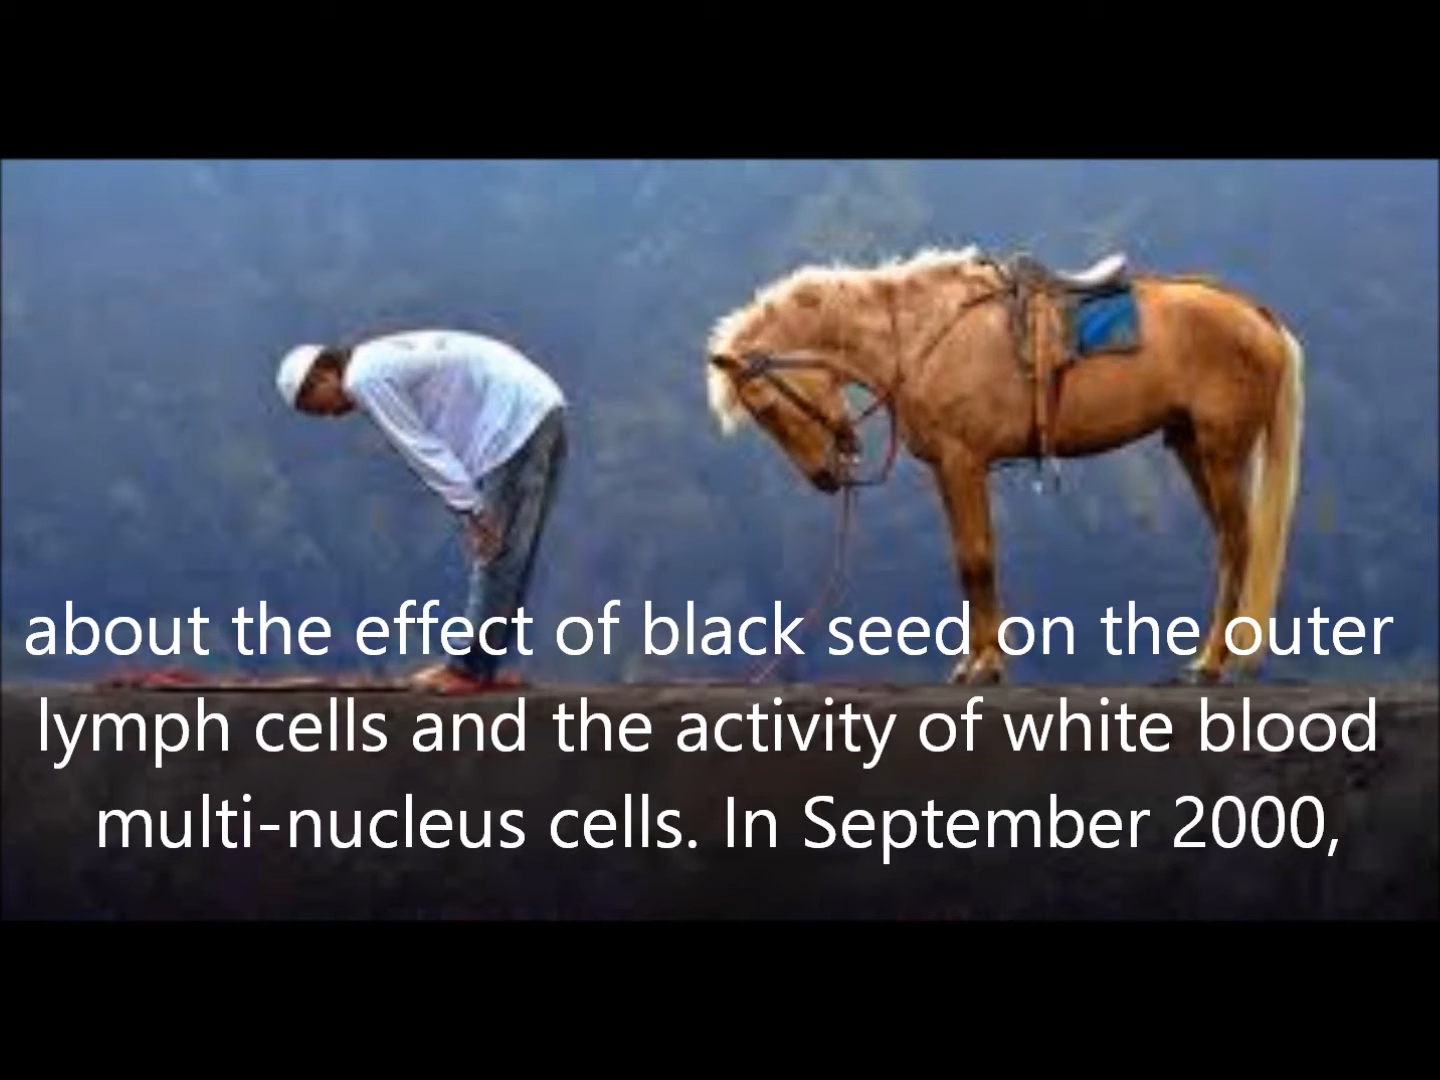 about the effect of black seed on the outer
lymph cells and the activity of white blood
multi-nucleus cells. In September 2000,